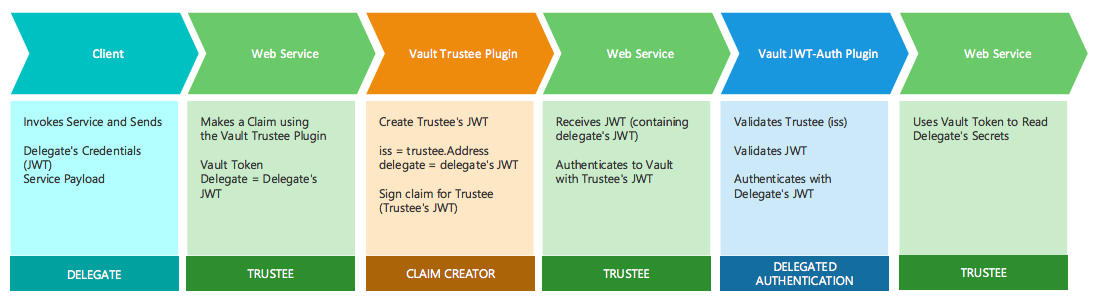 Client
Web Service
Vault Trustee Plugin
Web Service
Vault JWT-Auth Plugin
Web Service
Invokes Service and Sends
Delegate's Credentials
(JWT)
Service Payload
DELEGATE
Makes a Claim using
the Vault Trustee Plugin
Vault Token
Delegate = Delegate's
JWT
TRUSTEE
Create Trustee's JWT
iss = trustee.Address
delegate = delegate's JWT
Sign claim for Trustee
(Trustee's JWT)
CLAIM CREATOR
Receives JWT (containing
delegate's JWT)
Authenticates to Vault
with Trustee's JWT
TRUSTEE
Validates Trustee (iss)
Validates JWT
Authenticates with
Delegate's JWT
DELEGATED
AUTHENTICATION
Uses Vault Token to Read
Delegate's Secrets
TRUSTEE